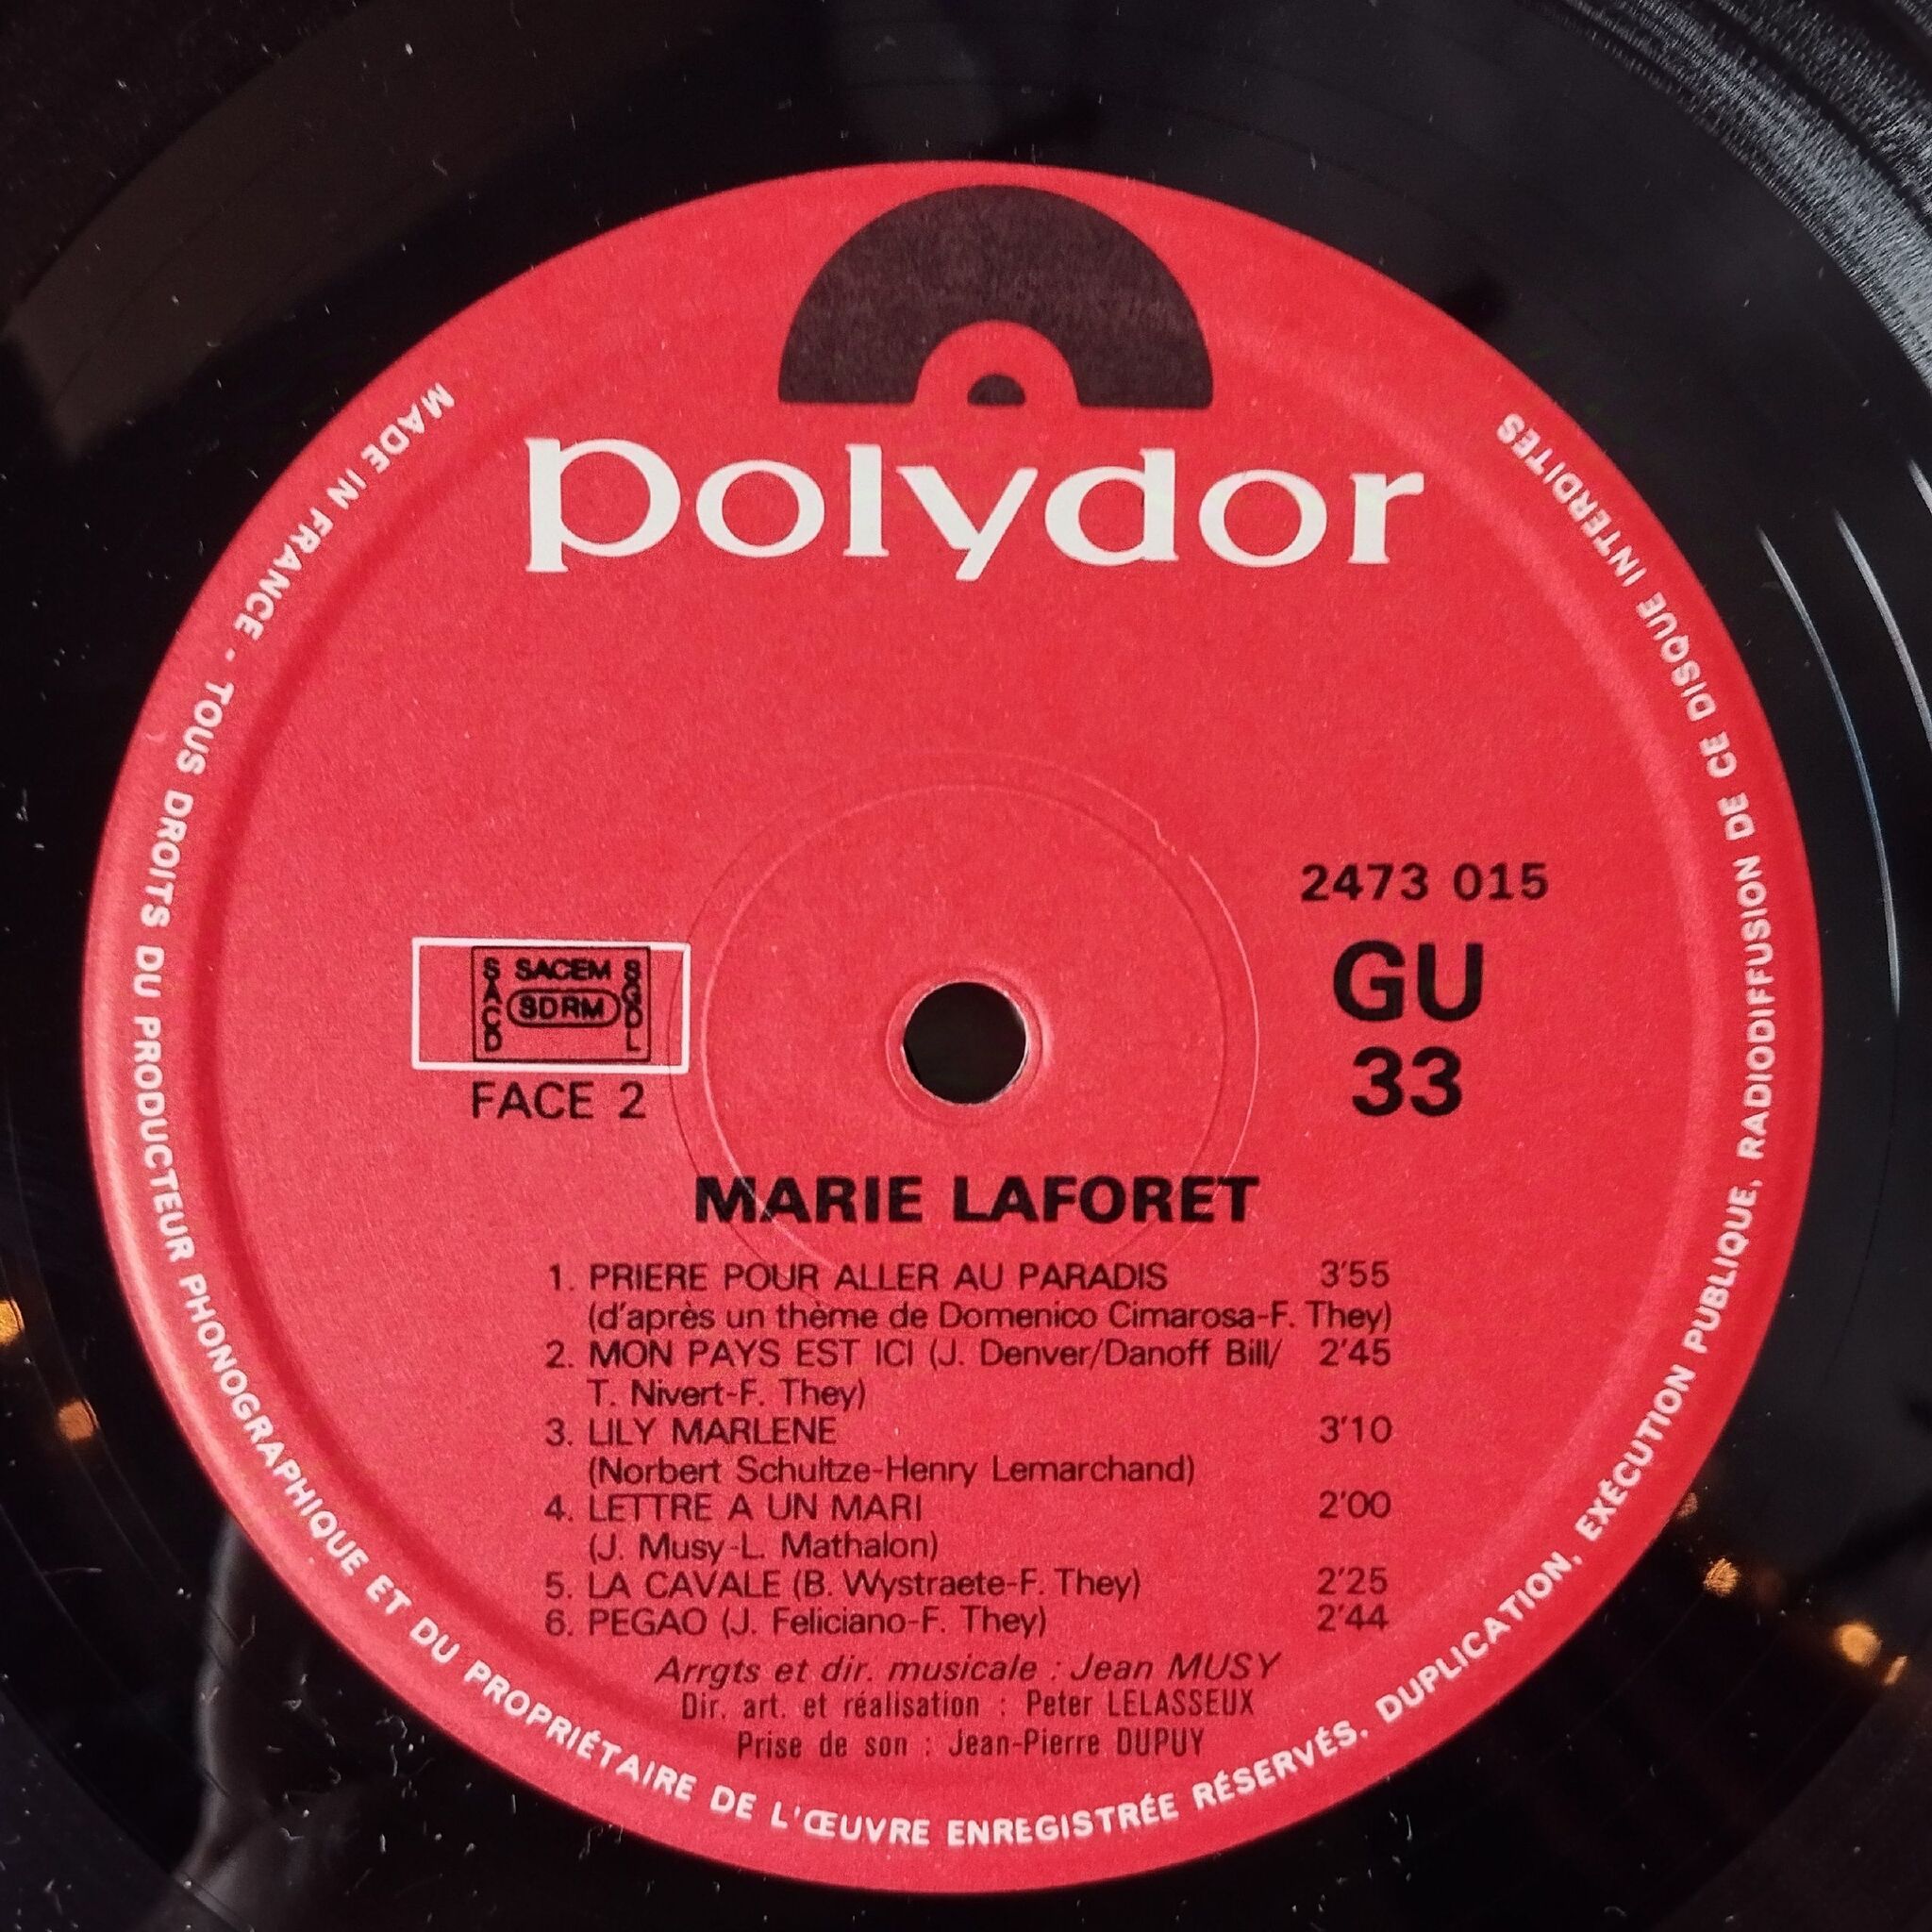 polydor
MADE IN FRANCE - TOUS DROITS DU PRODUCTEUR PHONOGRAPHIQUE ET DU PROPRIÉTAIRE DE L'ŒUVRE ENREGISTRÉE RÉSERVÉS. DUPLICATION, EXÉCUTION PUBLIQUE, RADIODIFFUSION DE CE DISQUE INTERDITES
2473 015
GU
33
SACD
SACEM
SDRM
SGDL
FACE 2
MARIE LAFORET
1. PRIERE POUR ALLER AU PARADIS 3'55
(d'après un thème de Domenico Cimarosa-F. They)
2. MON PAYS EST ICI (J. Denver/Danoff Bill/ 2'45
T. Nivert-F. They)
3. LILY MARLENE 3'10
(Norbert Schultze-Henry Lemarchand)
4. LETTRE A UN MARI 2'00
(J. Musy-L. Mathalon)
5. LA CAVALE (B. Wystraete-F. They) 2'25
6. PEGAO (J. Feliciano-F. They) 2'44
Arrgts et dir. musicale : Jean MUSY
Dir. art. et réalisation : Peter LELASSEUX
Prise de son : Jean-Pierre DUPUY